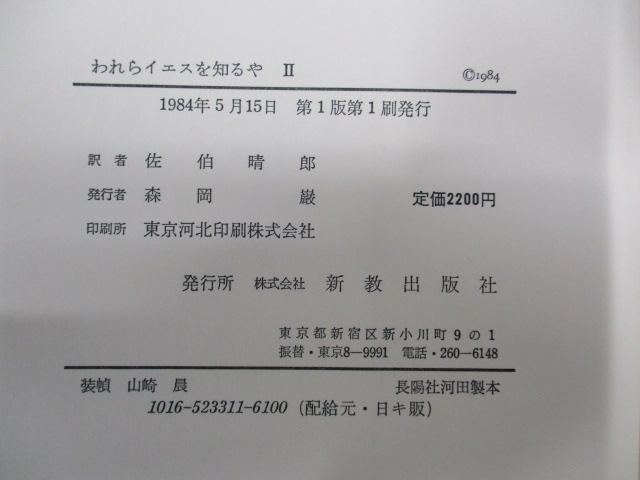 われらイエスを知るや Ⅱ ©1984
1984年5月15日 第1版第1刷発行
訳者 佐伯晴郎
発行者 森岡巌 定価2200円
印刷所 東京河北印刷株式会社
発行所 株式会社 新教出版社
東京都新宿区新小川町9の1
振替・東京8-9991 電話・260-6148
装幀 山崎晨 長陽社河田製本
1016-523311-6100 (配給元・日キ販)